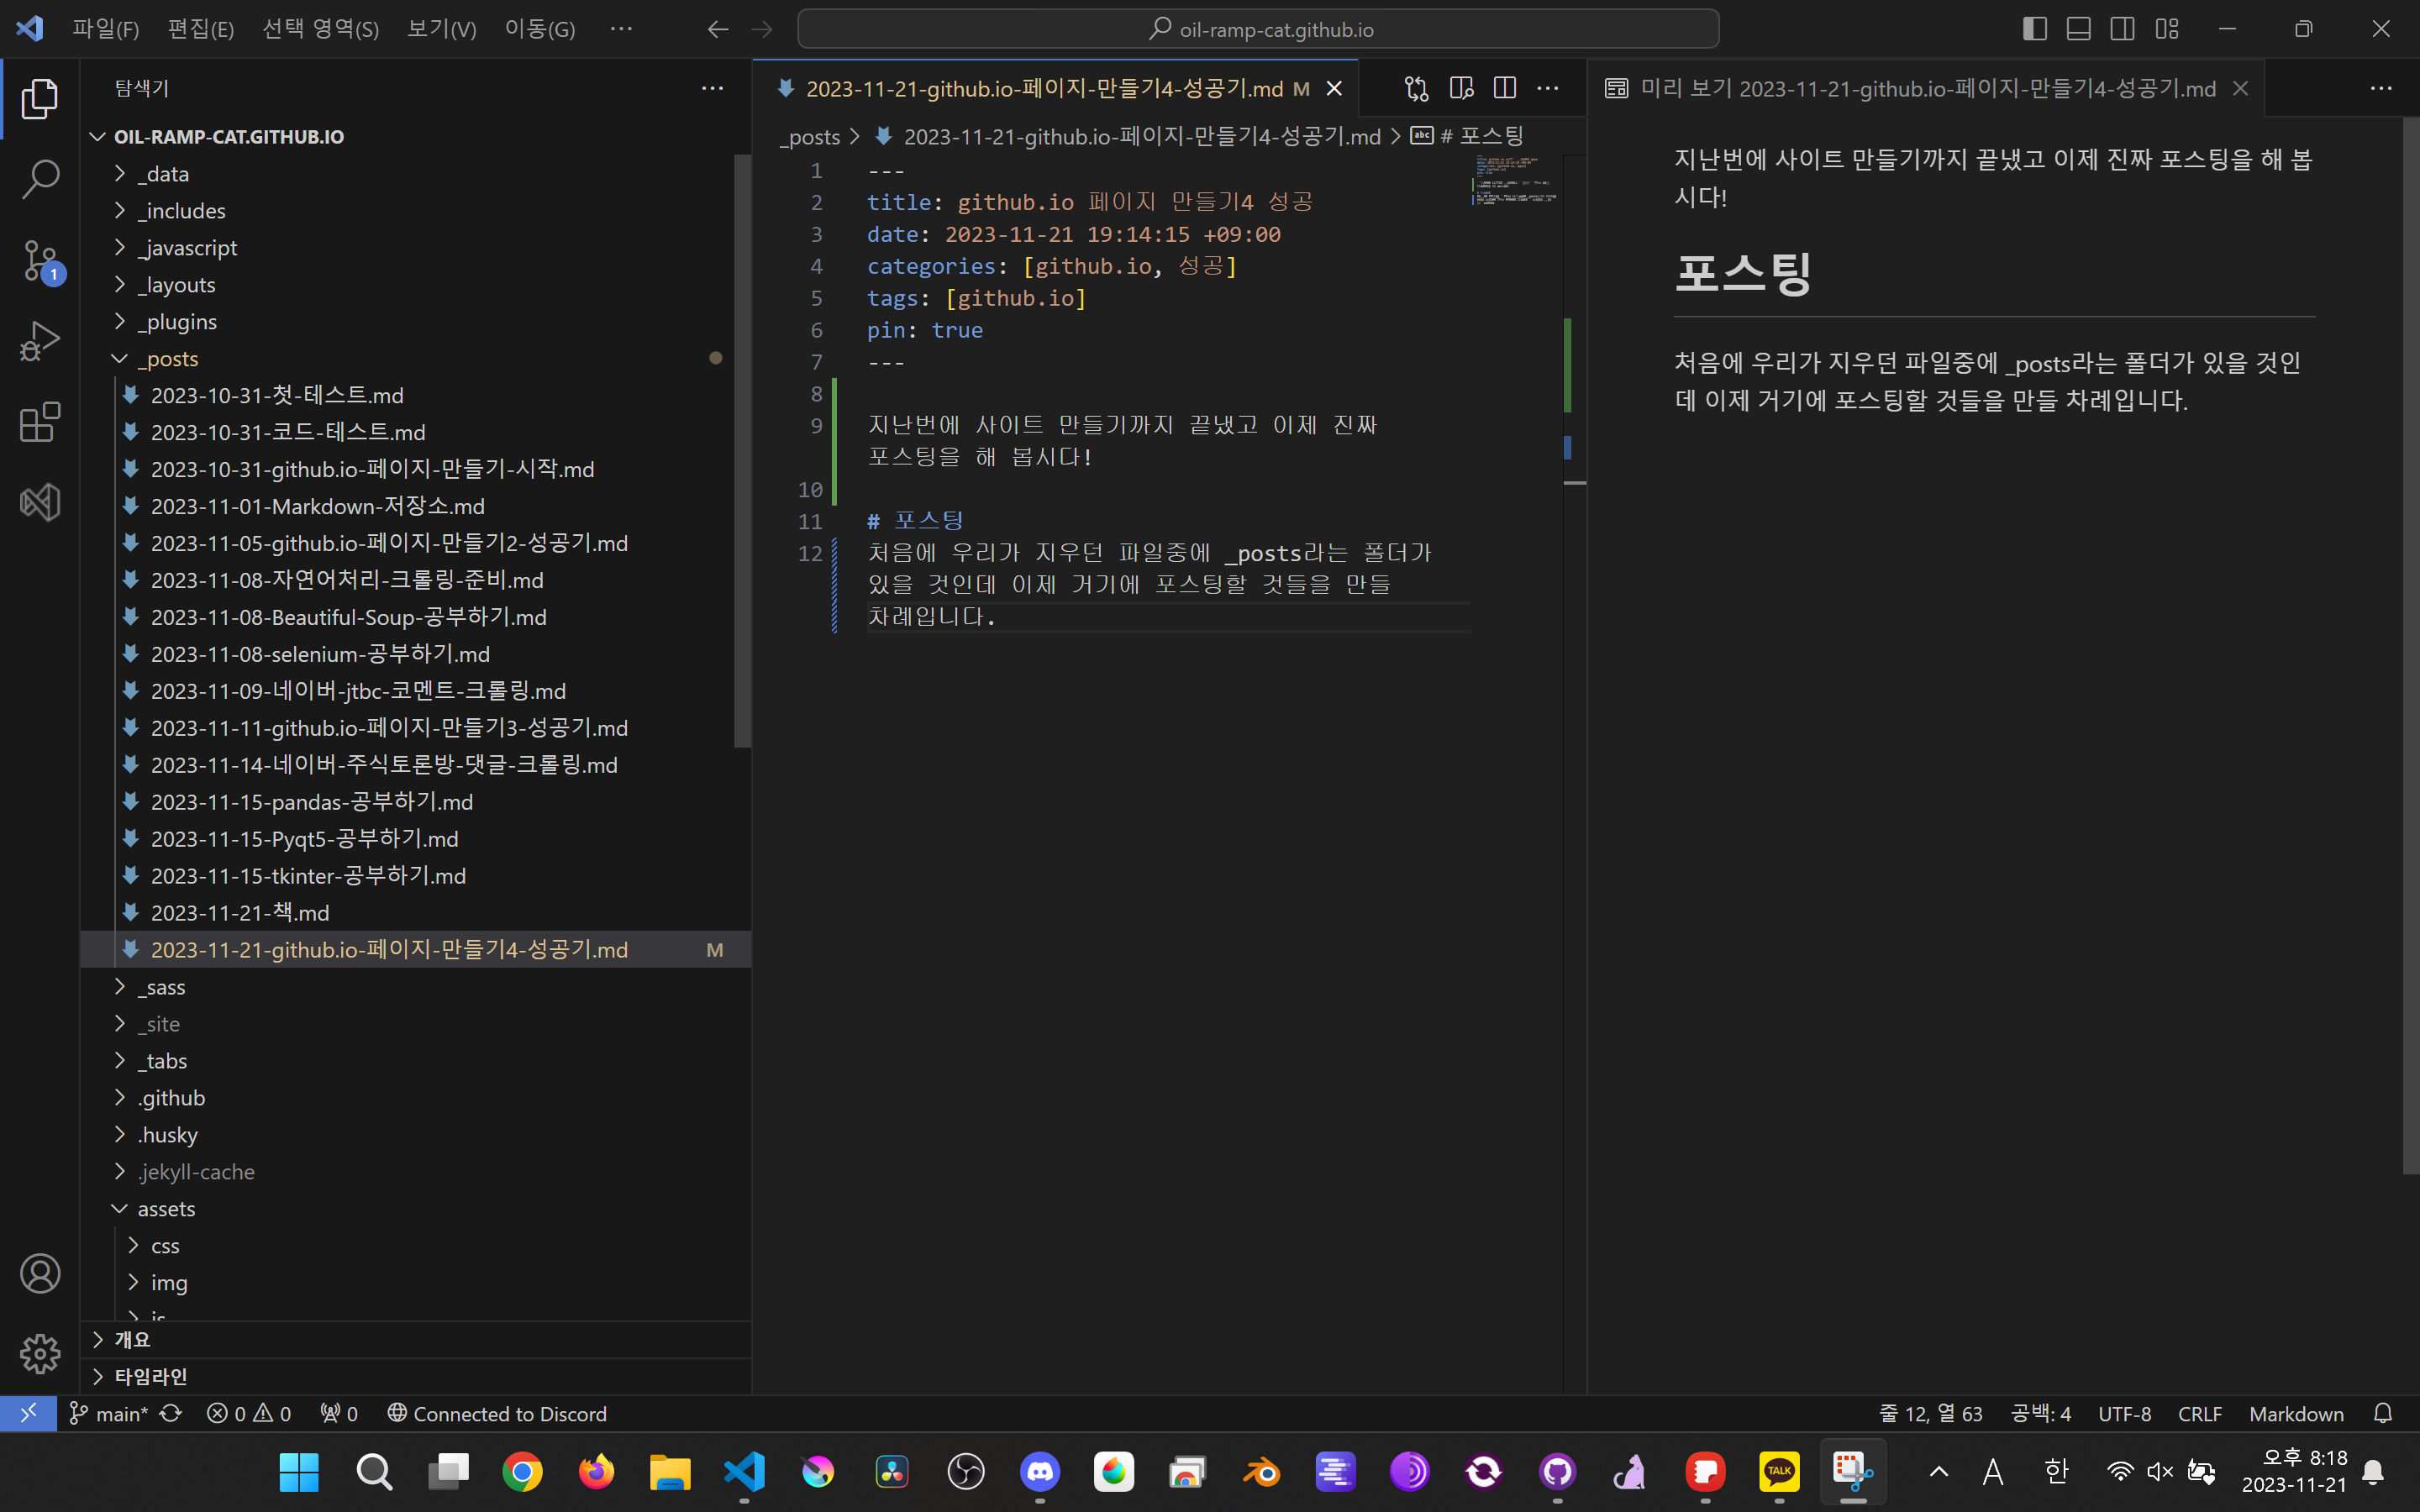 파일(F) 편집(E) 선택 영역(S) 보기(V) 이동(G) ···
oil-ramp-cat.github.io
탐색기
OIL-RAMP-CAT.GITHUB.IO
_data
_includes
_javascript
_layouts
_plugins
_posts
2023-10-31-첫-테스트.md
2023-10-31-코드-테스트.md
2023-10-31-github.io-페이지-만들기-시작.md
2023-11-01-Markdown-저장소.md
2023-11-05-github.io-페이지-만들기2-성공기.md
2023-11-08-자연어처리-크롤링-준비.md
2023-11-08-Beautiful-Soup-공부하기.md
2023-11-08-selenium-공부하기.md
2023-11-09-네이버-jtbc-코멘트-크롤링.md
2023-11-11-github.io-페이지-만들기3-성공기.md
2023-11-14-네이버-주식토론방-댓글-크롤링.md
2023-11-15-pandas-공부하기.md
2023-11-15-Pyqt5-공부하기.md
2023-11-15-tkinter-공부하기.md
2023-11-21-책.md
2023-11-21-github.io-페이지-만들기4-성공기.md M
_sass
_site
_tabs
.github
.husky
.jekyll-cache
assets
css
img
js
개요
타임라인
2023-11-21-github.io-페이지-만들기4-성공기.md M
_posts > 2023-11-21-github.io-페이지-만들기4-성공기.md > abc # 포스팅
1 ---
2 title: github.io 페이지 만들기4 성공
3 date: 2023-11-21 19:14:15 +09:00
4 categories: [github.io, 성공]
5 tags: [github.io]
6 pin: true
7 ---
8
9 지난번에 사이트 만들기까지 끝냈고 이제 진짜
포스팅을 해 봅시다!
10
11 # 포스팅
12 처음에 우리가 지우던 파일중에 _posts라는 폴더가
있을 것인데 이제 거기에 포스팅할 것들을 만들
차례입니다.
미리 보기 2023-11-21-github.io-페이지-만들기4-성공기.md
지난번에 사이트 만들기까지 끝냈고 이제 진짜 포스팅을 해 봅
시다!
포스팅
처음에 우리가 지우던 파일중에 _posts라는 폴더가 있을 것인
데 이제 거기에 포스팅할 것들을 만들 차례입니다.
1
main* 0 0 0 Connected to Discord
줄 12, 열 63 공백: 4 UTF-8 CRLF Markdown
TALK
A 한
오후 8:18
2023-11-21